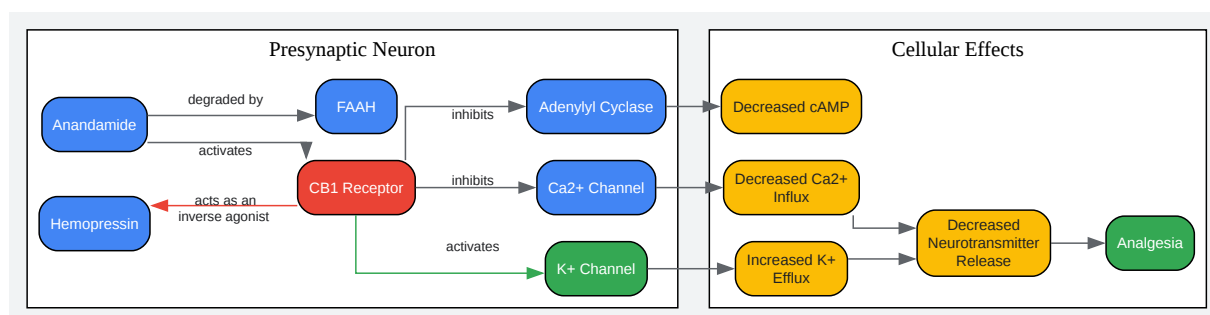 Presynaptic Neuron
Anandamide
degraded by
FAAH
activates
CB1 Receptor
Hemopressin
acts as an
inverse agonist
inhibits
Adenylyl Cyclase
inhibits
Ca2+ Channel
activates
K+ Channel
Cellular Effects
Decreased cAMP
Decreased Ca2+
Influx
Increased K+
Efflux
Decreased
Neurotransmitter
Release
Analgesia